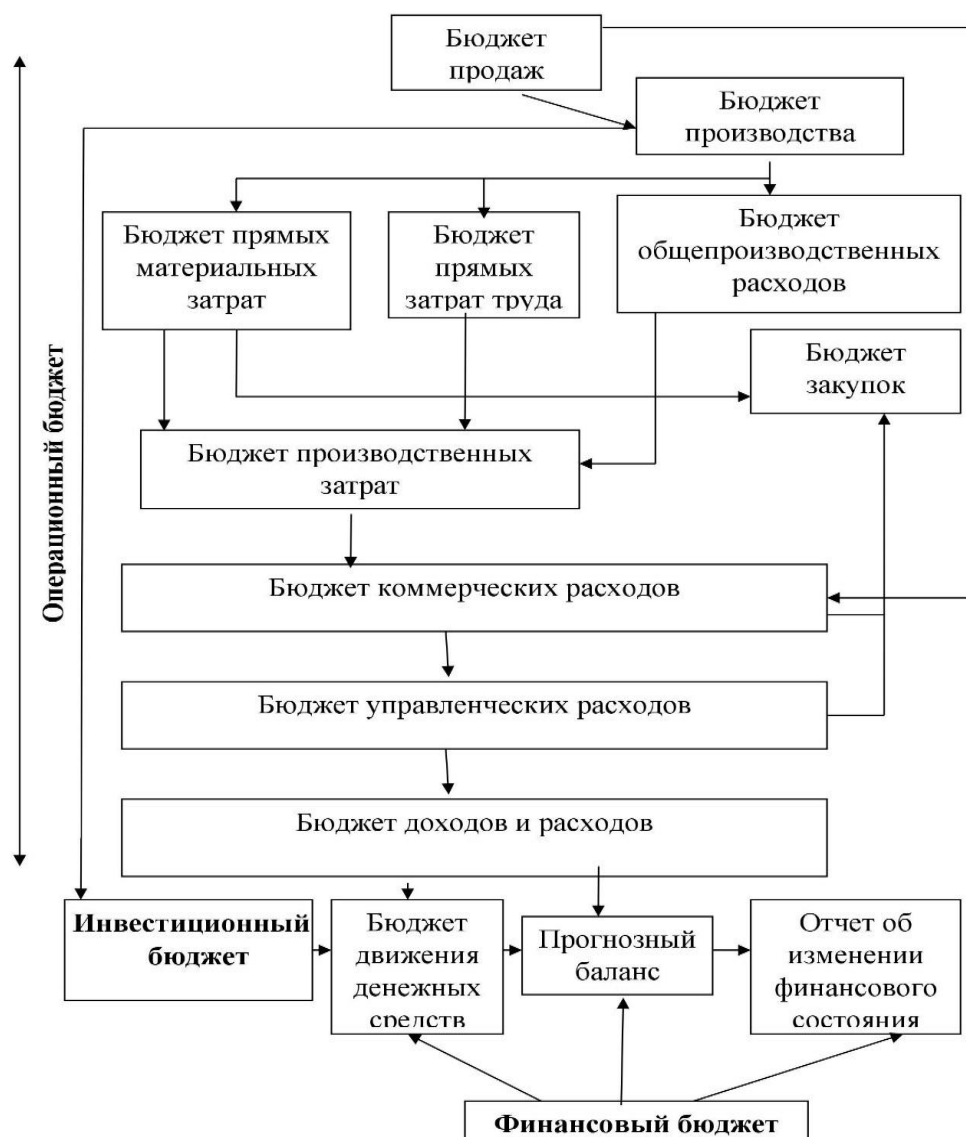 Бюджет
продаж
Бюджет
производства
Бюджет прямых
материальных
затрат
Бюджет
прямых
затрат труда
Бюджет
общепроизводственных
расходов
Бюджет
закупок
Операционный бюджет
Бюджет производственных
затрат
Бюджет коммерческих расходов
Бюджет управленческих расходов
Бюджет доходов и расходов
Инвестиционный
бюджет
Бюджет
движения
денежных
средств
Прогнозный
баланс
Отчет об
изменении
финансового
состояния
Финансовый бюджет